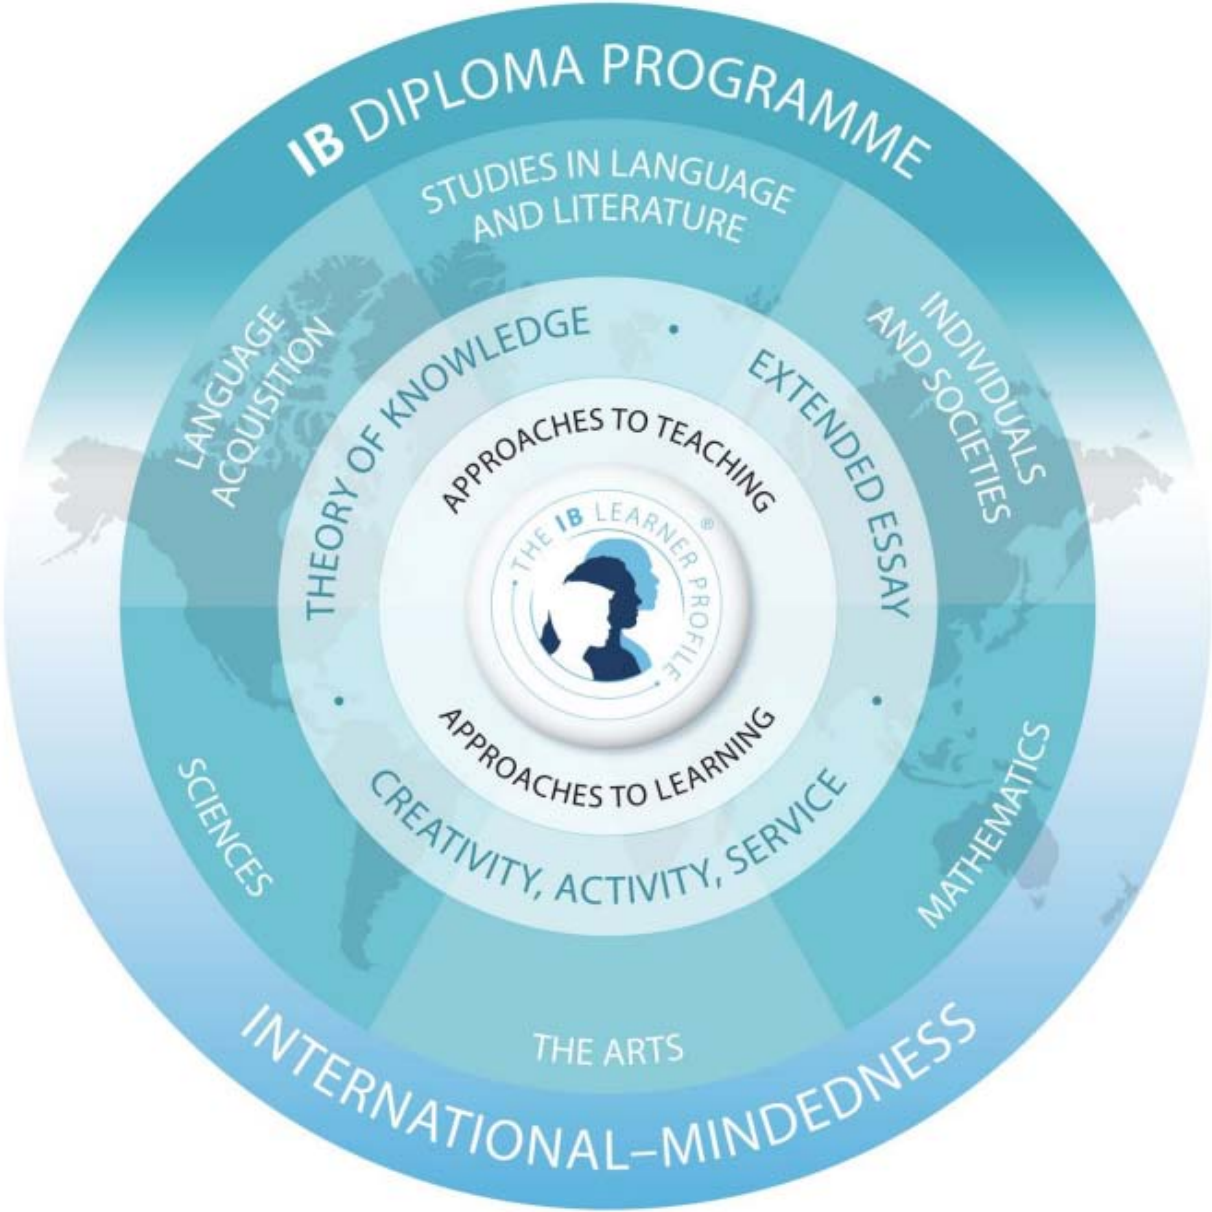 IB DIPLOMA PROGRAMME
STUDIES IN LANGUAGE
AND LITERATURE
LANGUAGE
ACQUISITION
INDIVIDUALS
AND SOCIETIES
THEORY OF KNOWLEDGE
•
EXTENDED ESSAY
•
CREATIVITY, ACTIVITY, SERVICE
•
APPROACHES TO TEACHING
• THE IB LEARNER PROFILE •
®
APPROACHES TO LEARNING
SCIENCES
MATHEMATICS
THE ARTS
INTERNATIONAL–MINDEDNESS